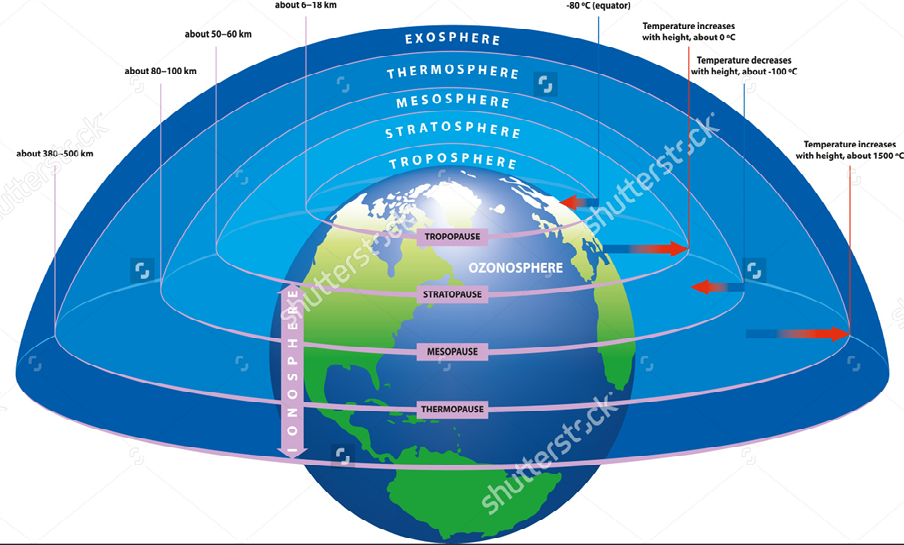 about 6–18 km
-80 ºC (equator)
about 50–60 km
Temperature increases
with height, about 0 ºC
about 80–100 km
Temperature decreases
with height, about -100 ºC
about 380–500 km
Temperature increases
with height, about 1500 ºC
EXOSPHERE
THERMOSPHERE
MESOSPHERE
STRATOSPHERE
TROPOSPHERE
TROPOPAUSE
OZONOSPHERE
STRATOPAUSE
MESOPAUSE
THERMOPAUSE
IONOSPHERE
shutterstock
shutterstock
shutterstock
shutterstock
shutterstock